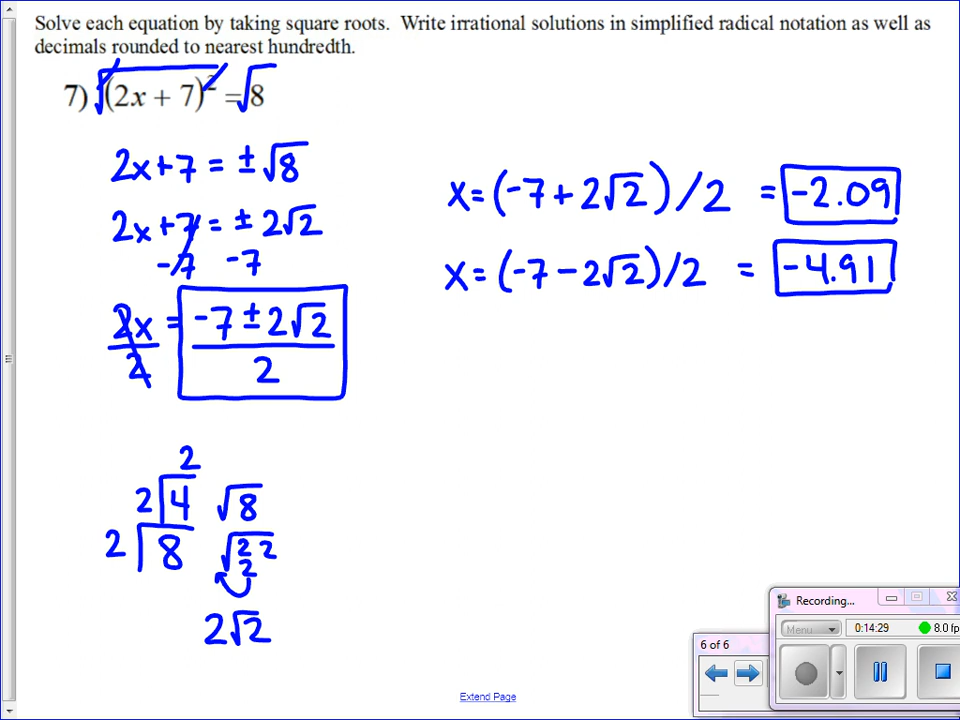 Solve each equation by taking square roots. Write irrational solutions in simplified radical notation as well as
decimals rounded to nearest hundredth.
7) √(2x + 7)² = √8
2x+7 = ±√8
2x+7 = ±2√2
-7 -7
2x = -7 ± 2√2
2 2
x= (-7+2√2)/2 = -2.09
x= (-7-2√2)/2 = -4.91
2
2 4 √8
2 8 √2 2
2
2√2
Recording...
Menu 0:14:29 8.0 fp
6 of 6
Extend Page